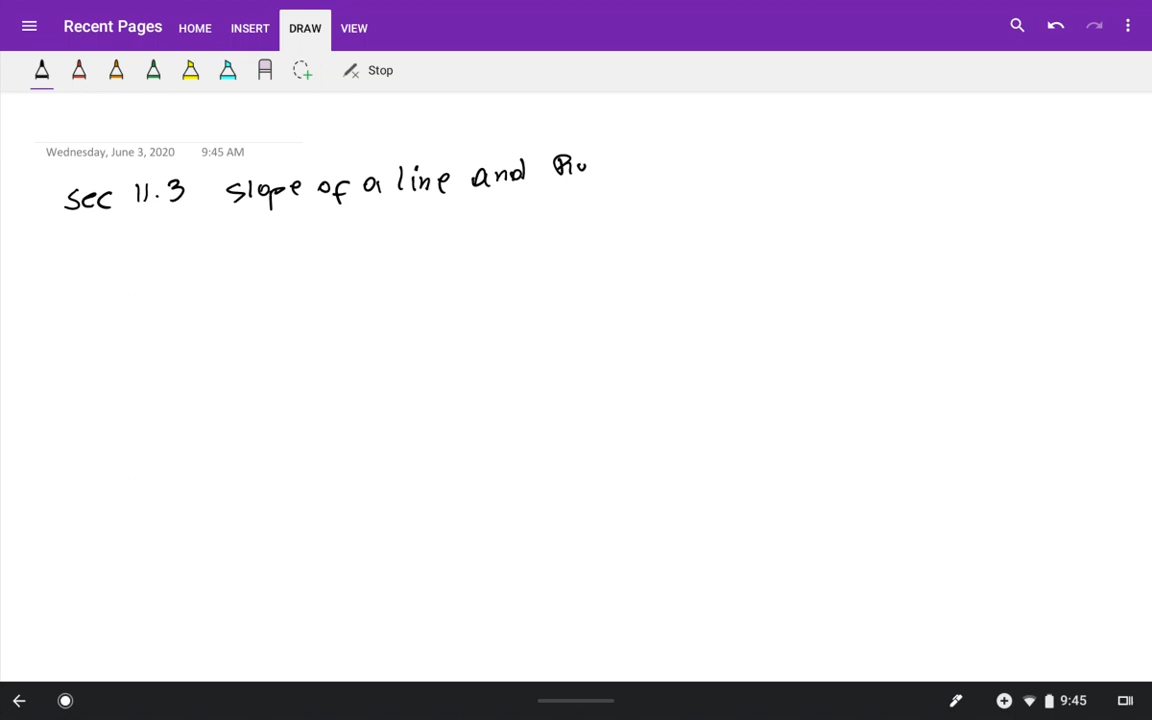 Recent Pages HOME INSERT DRAW VIEW
Stop
Wednesday, June 3, 2020 9:45 AM
sec 11.3 slope of a line and
9:45